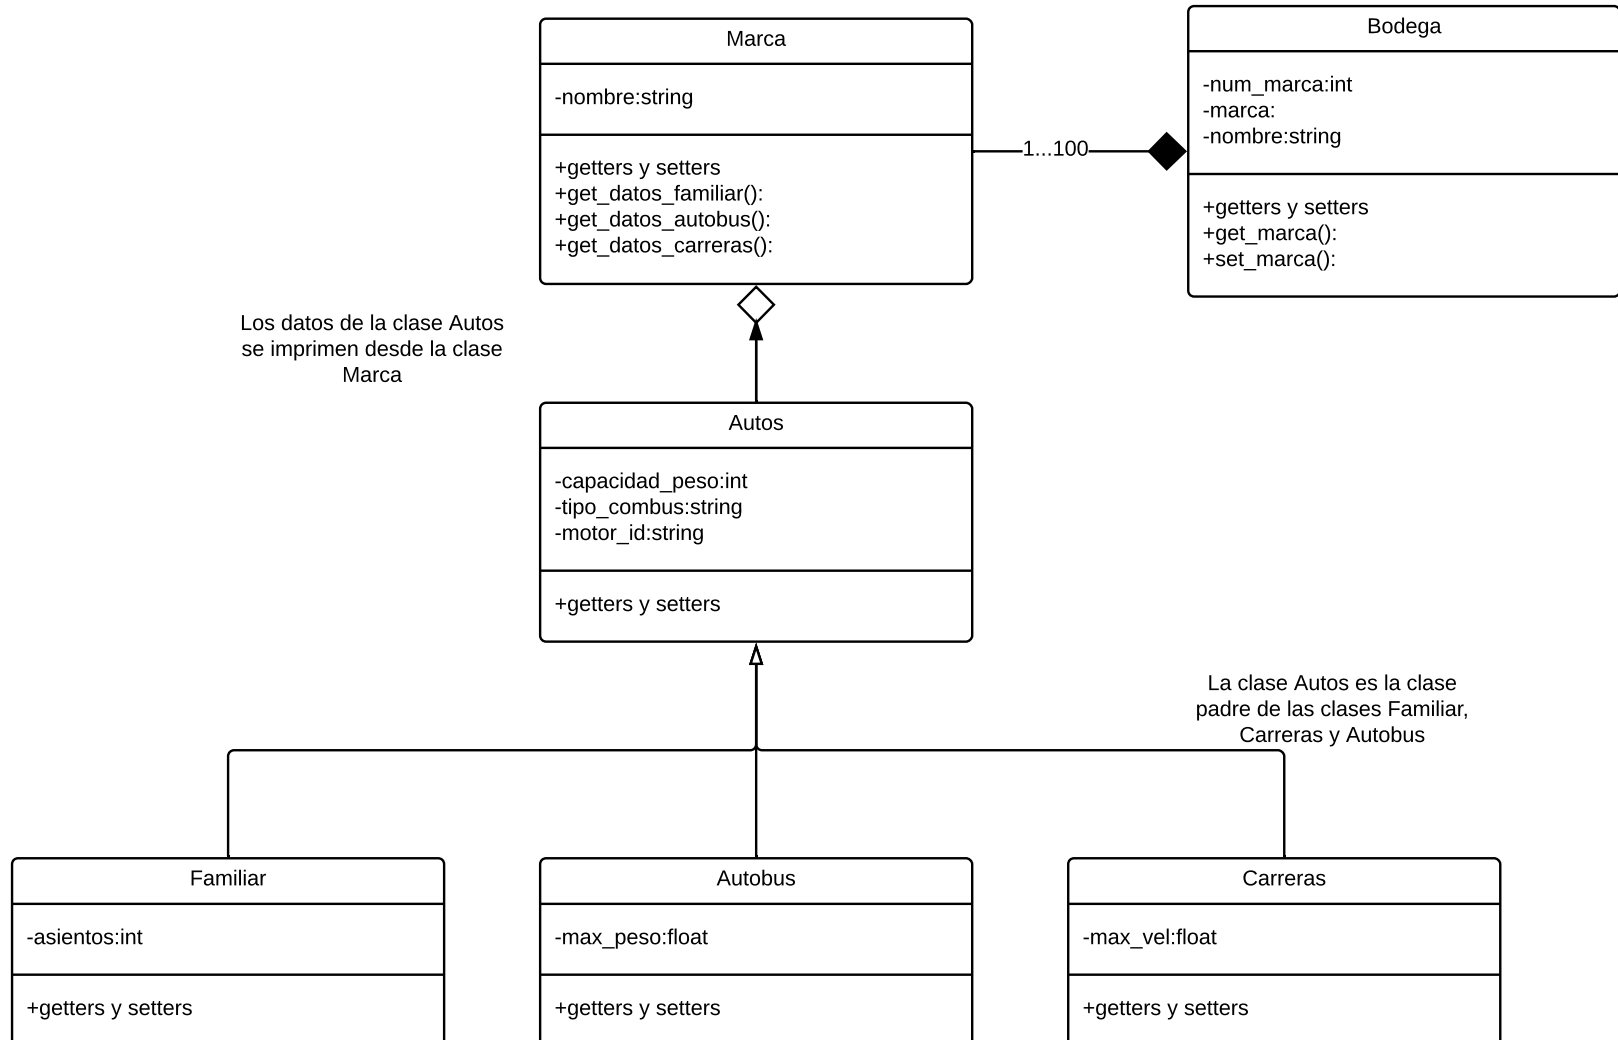 Marca
-nombre:string
+getters y setters
+get_datos_familiar():
+get_datos_autobus():
+get_datos_carreras():
1...100
Bodega
-num_marca:int
-marca:
-nombre:string
+getters y setters
+get_marca():
+set_marca():
Los datos de la clase Autos
se imprimen desde la clase
Marca
Autos
-capacidad_peso:int
-tipo_combus:string
-motor_id:string
+getters y setters
La clase Autos es la clase
padre de las clases Familiar,
Carreras y Autobus
Familiar
-asientos:int
+getters y setters
Autobus
-max_peso:float
+getters y setters
Carreras
-max_vel:float
+getters y setters